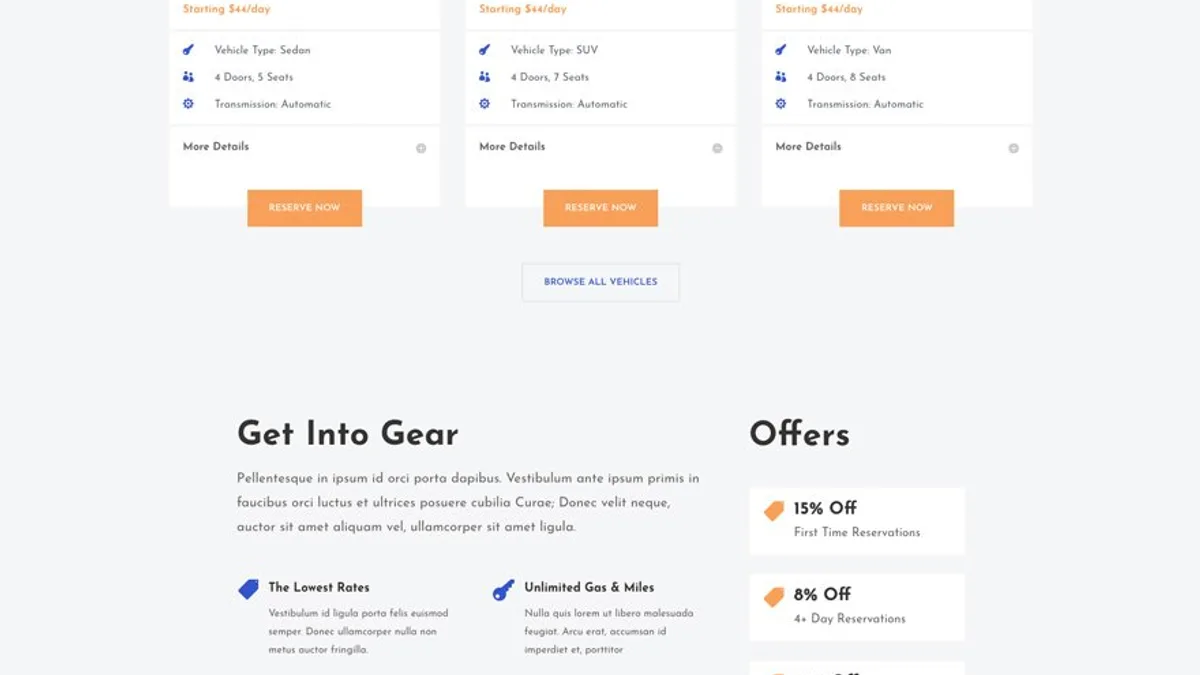 Starting $44/day
Vehicle Type: Sedan
4 Doors, 5 Seats
Transmission: Automatic
More Details
RESERVE NOW
Starting $44/day
Vehicle Type: SUV
4 Doors, 7 Seats
Transmission: Automatic
More Details
RESERVE NOW
Starting $44/day
Vehicle Type: Van
4 Doors, 8 Seats
Transmission: Automatic
More Details
RESERVE NOW
BROWSE ALL VEHICLES
Get Into Gear
Pellentesque in ipsum id orci porta dapibus. Vestibulum ante ipsum primis in
faucibus orci luctus et ultrices posuere cubilia Curae; Donec velit neque,
auctor sit amet aliquam vel, ullamcorper sit amet ligula.
The Lowest Rates
Vestibulum id ligula porta felis euismod
semper. Donec ullamcorper nulla non
metus auctor fringilla.
Unlimited Gas & Miles
Nulla quis lorem ut libero malesuada
feugiat. Arcu erat, accumsan id
imperdiet et, porttitor
Offers
15% Off
First Time Reservations
8% Off
4+ Day Reservations